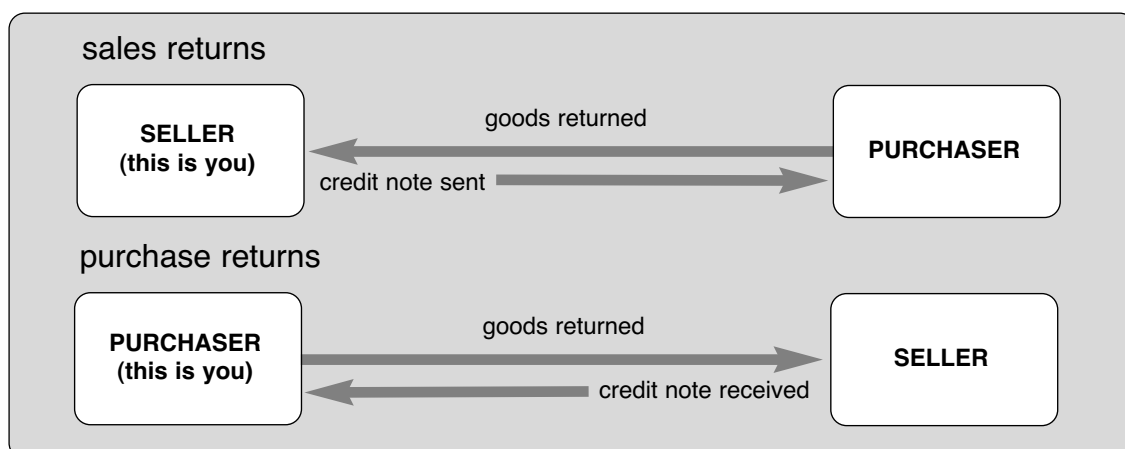 sales returns
SELLER
(this is you)
goods returned
credit note sent
PURCHASER
purchase returns
PURCHASER
(this is you)
goods returned
credit note received
SELLER